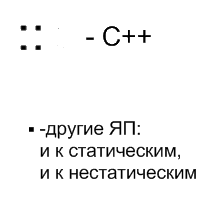 :: - C++
▪ -другие ЯП:
и к статическим,
и к нестатическим